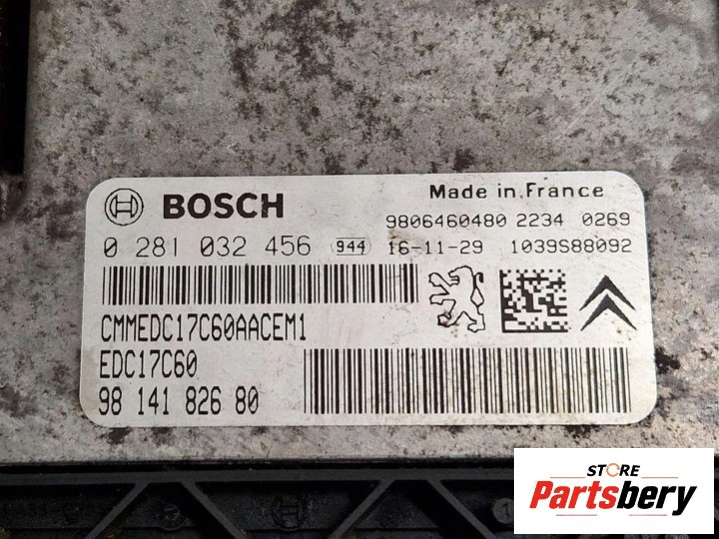 BOSCH Made in France
9806460480 2234 0269
0 281 032 456 944 16-11-29 1039S88092
CMMEDC17C60AACEM1
EDC17C60
98 141 826 80
STORE
Partsbery